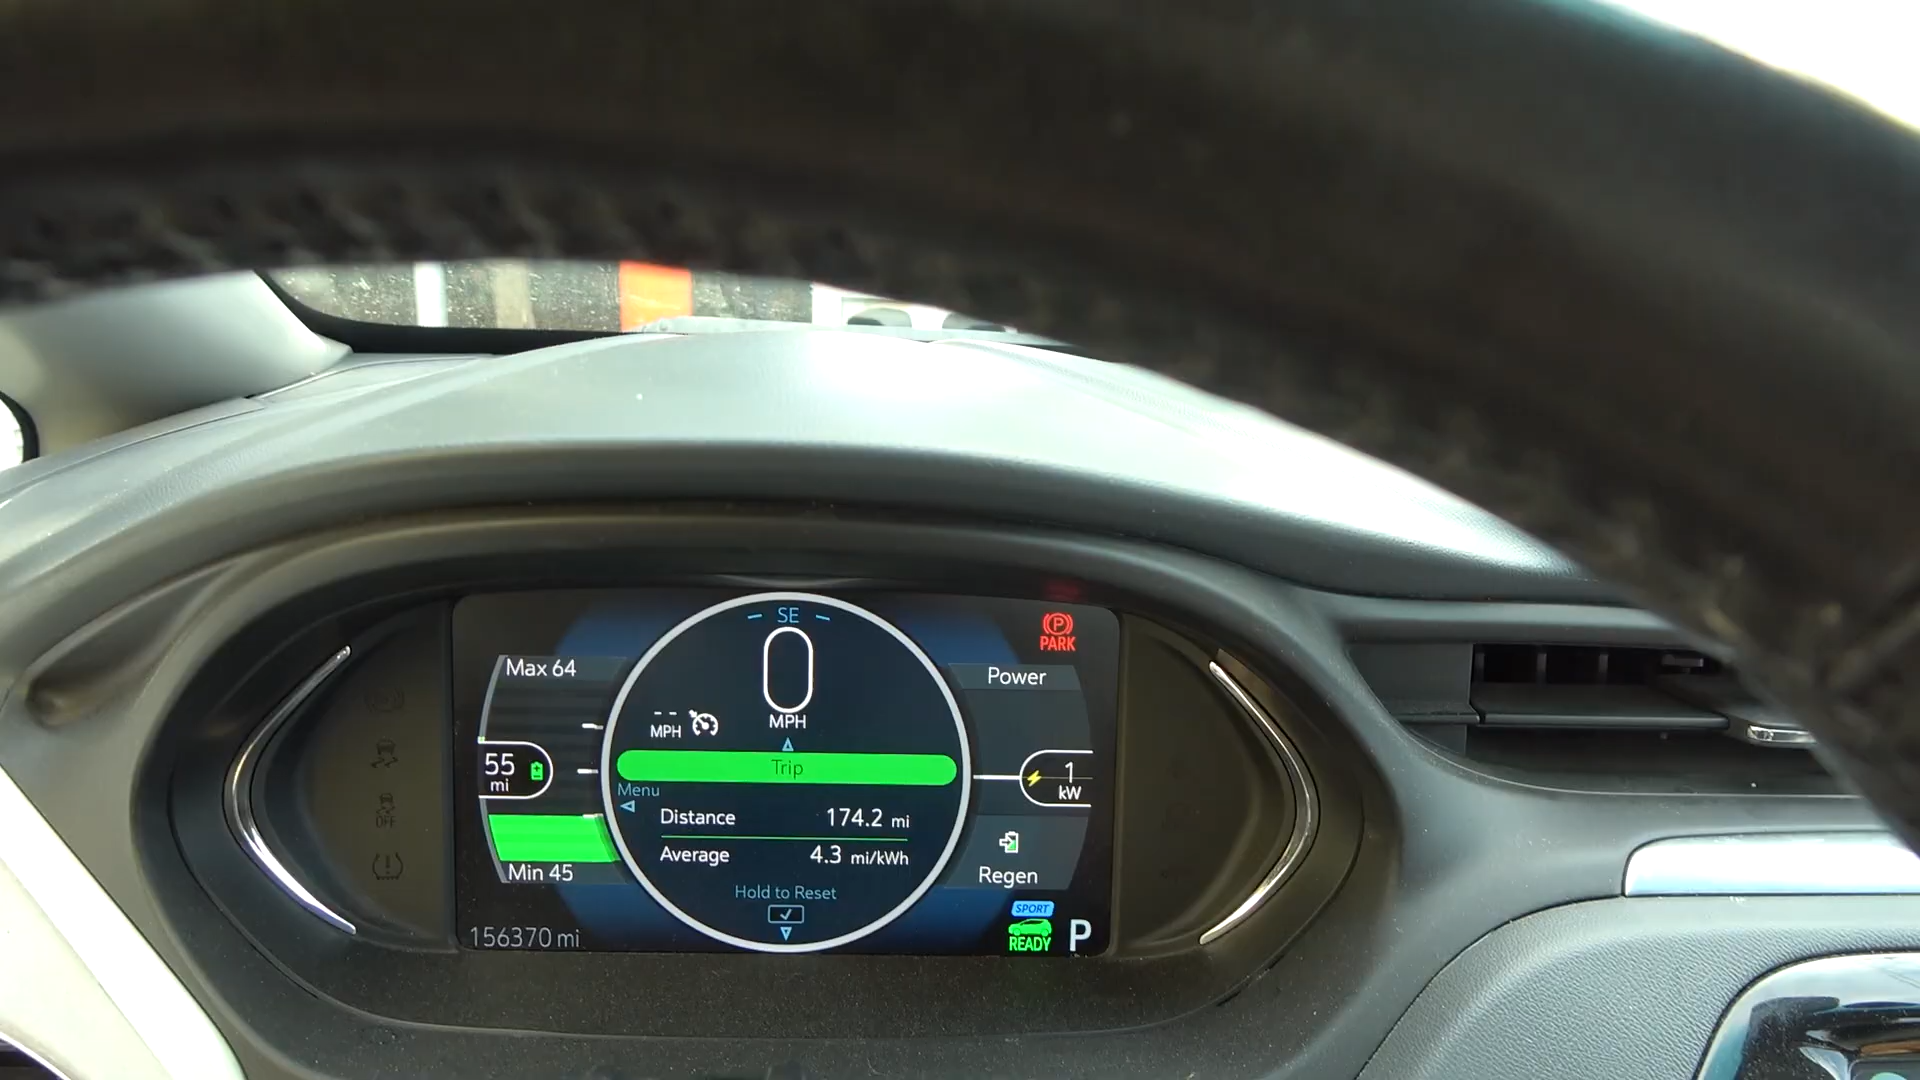 SE
0
MPH
-- MPH
Max 64
55
mi
Min 45
156370 mi
Trip
Menu
Distance 174.2 mi
Average 4.3 mi/kWh
Hold to Reset
P
PARK
Power
1
kW
Regen
SPORT
READY
P
OFF